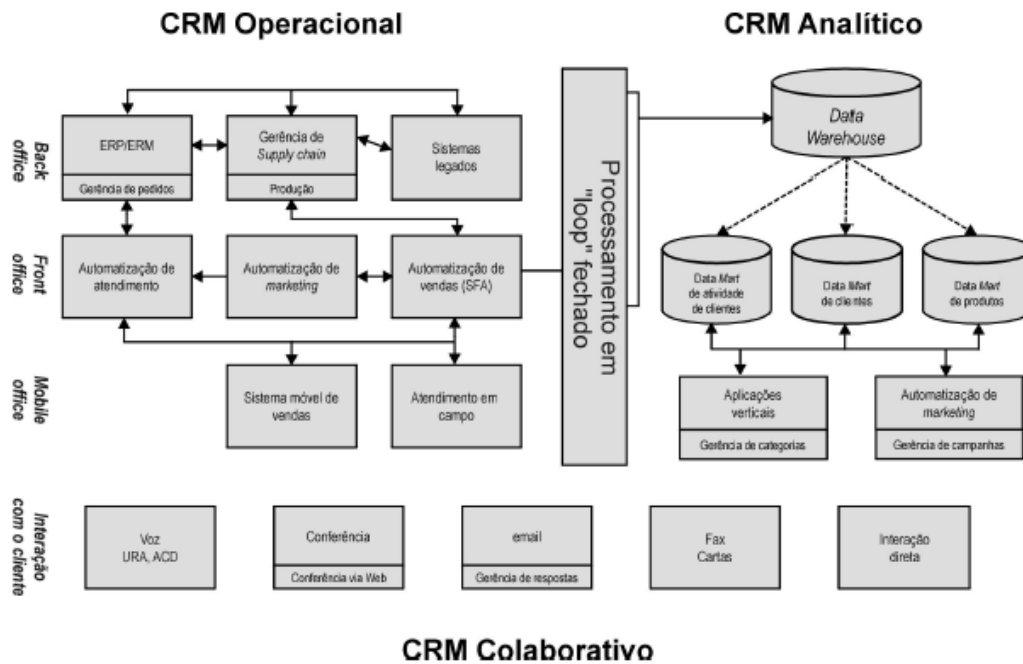 CRM Operacional
CRM Analítico
Back
office
ERP/ERM
Gerência de pedidos
Gerência de
Supply chain
Produção
Sistemas
legados
Front
office
Automatização de
atendimento
Automatização de
marketing
Automatização de
vendas (SFA)
Mobile
office
Sistema móvel de
vendas
Atendimento em
campo
Processamento em
"loop" fechado
Data
Warehouse
Data Mart
de atividade
de clientes
Data Mart
de clientes
Data Mart
de produtos
Aplicações
verticais
Gerência de categorias
Automatização de
marketing
Gerência de campanhas
Interação
com o cliente
Voz
URA, ACD
Conferência
Conferência via Web
email
Gerência de respostas
Fax
Cartas
Interação
direta
CRM Colaborativo